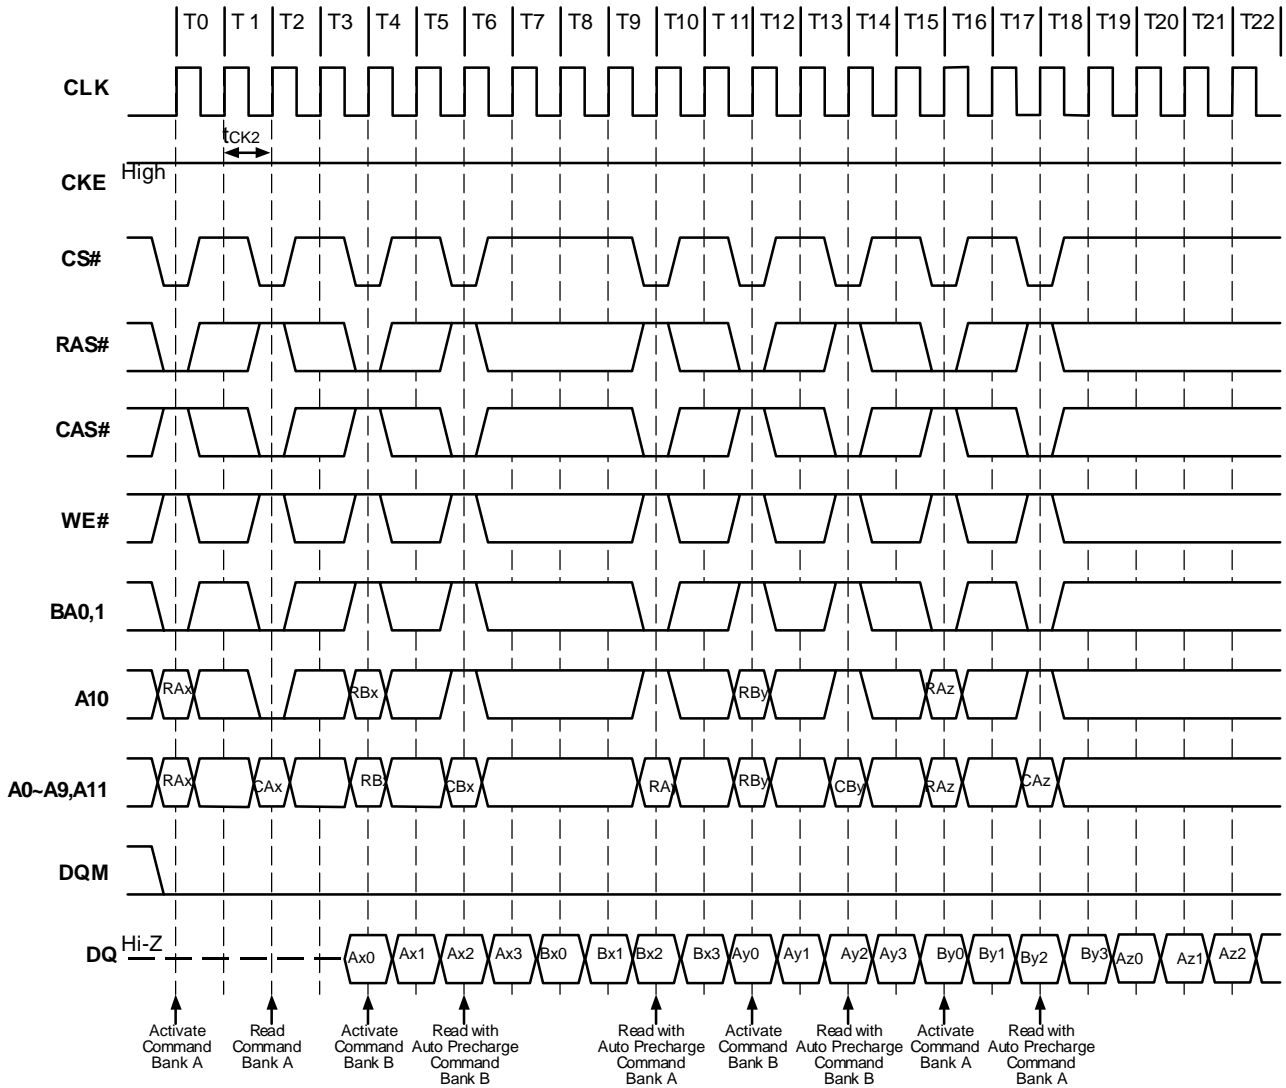 T0 T 1 T2 T3 T4 T5 T6 T7 T8 T9 T10 T 11 T12 T13 T14 T15 T16 T17 T18 T19 T20 T21 T22
CLK
tCK2
High
CKE
CS#
RAS#
CAS#
WE#
BA0,1
A10 RAx RBx RBy RAz
A0~A9,A11 RAx CAx RBx CBx RAy RBy CBy RAz CAz
DQM
Hi-Z
DQ Ax0 Ax1 Ax2 Ax3 Bx0 Bx1 Bx2 Bx3 Ay0 Ay1 Ay2 Ay3 By0 By1 By2 By3 Az0 Az1 Az2
Activate
Command
Bank A
Read
Command
Bank A
Activate
Command
Bank B
Read with
Auto Precharge
Command
Bank B
Read with
Auto Precharge
Command
Bank A
Activate
Command
Bank B
Read with
Auto Precharge
Command
Bank B
Activate
Command
Bank A
Read with
Auto Precharge
Command
Bank A